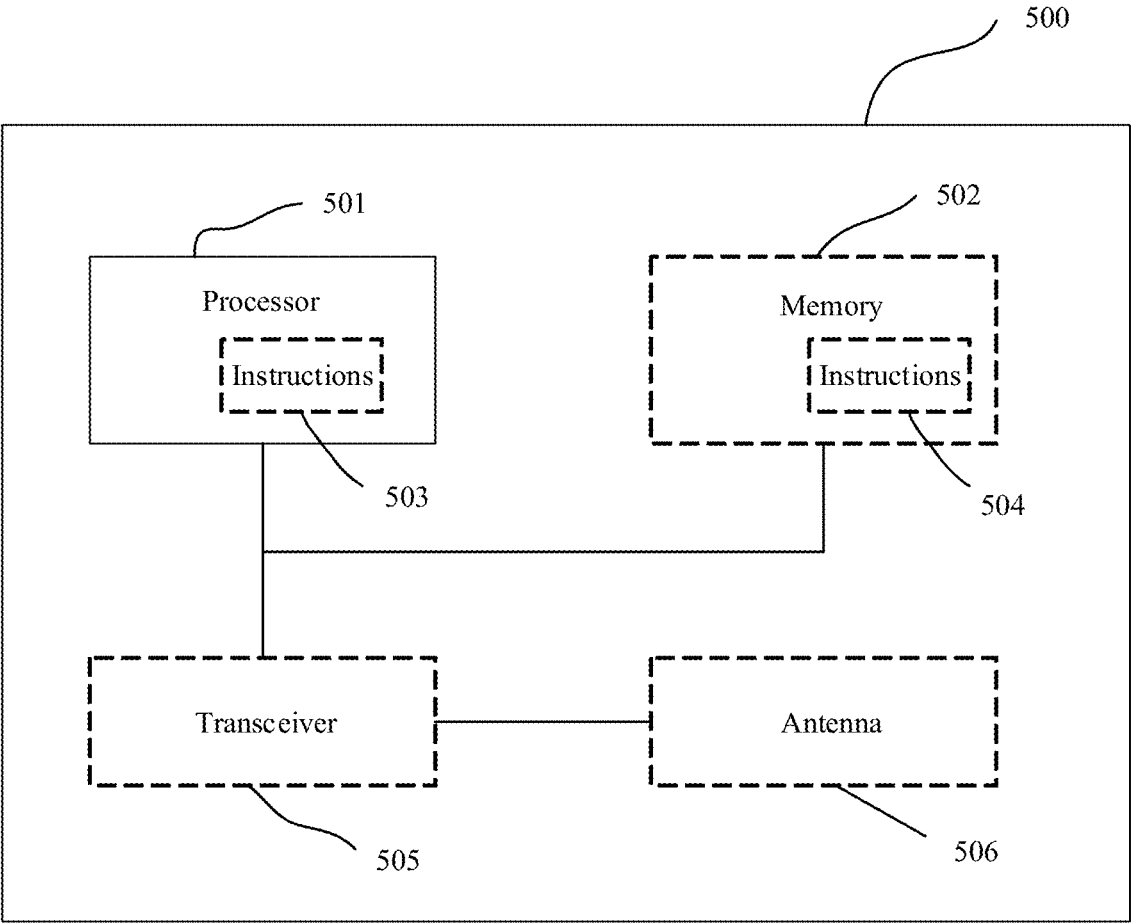 500
501
502
Processor
Memory
Instructions
Instructions
503
504
Transceiver
Antenna
505
506